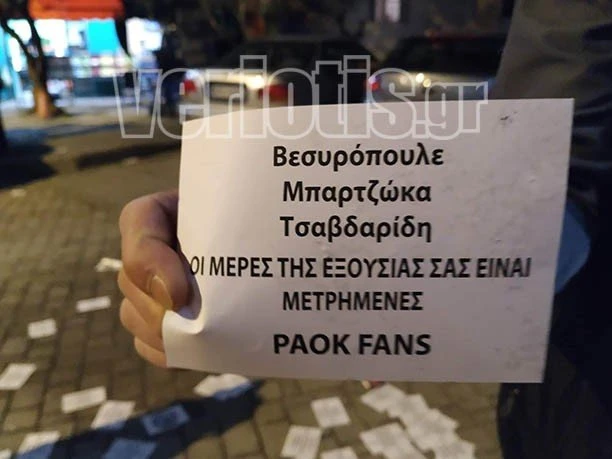 veriotis.gr
Βεσυρόπουλε
Μπαρτζώκα
Τσαβδαρίδη
ΟΙ ΜΕΡΕΣ ΤΗΣ ΕΞΟΥΣΙΑΣ ΣΑΣ ΕΙΝΑΙ
ΜΕΤΡΗΜΕΝΕΣ
PAOK FANS